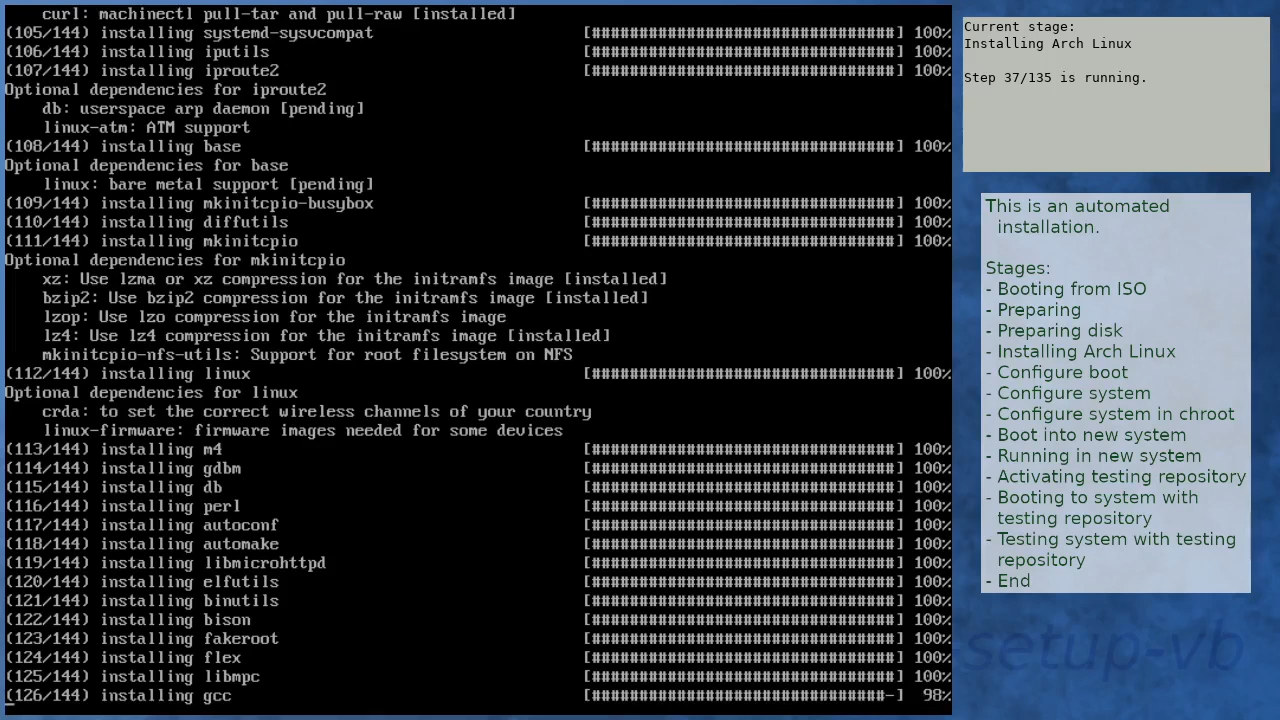 curl: machinectl pull-tar and pull-raw [installed]
(105/144) installing systemd-sysvcompat [################################] 100%
(106/144) installing iputils [################################] 100%
(107/144) installing iproute2 [################################] 100%
Optional dependencies for iproute2
db: userspace arp daemon [pending]
linux-atm: ATM support
(108/144) installing base [################################] 100%
Optional dependencies for base
linux: bare metal support [pending]
(109/144) installing mkinitcpio-busybox [################################] 100%
(110/144) installing diffutils [################################] 100%
(111/144) installing mkinitcpio [################################] 100%
Optional dependencies for mkinitcpio
xz: Use lzma or xz compression for the initramfs image [installed]
bzip2: Use bzip2 compression for the initramfs image [installed]
lzop: Use lzo compression for the initramfs image
lz4: Use lz4 compression for the initramfs image [installed]
mkinitcpio-nfs-utils: Support for root filesystem on NFS
(112/144) installing linux [################################] 100%
Optional dependencies for linux
crda: to set the correct wireless channels of your country
linux-firmware: firmware images needed for some devices
(113/144) installing m4 [################################] 100%
(114/144) installing gdbm [################################] 100%
(115/144) installing db [################################] 100%
(116/144) installing perl [################################] 100%
(117/144) installing autoconf [################################] 100%
(118/144) installing automake [################################] 100%
(119/144) installing libmicrohttpd [################################] 100%
(120/144) installing elfutils [################################] 100%
(121/144) installing binutils [################################] 100%
(122/144) installing bison [################################] 100%
(123/144) installing fakeroot [################################] 100%
(124/144) installing flex [################################] 100%
(125/144) installing libmpc [################################] 100%
(126/144) installing gcc [###############################-] 98%
Current stage:
Installing Arch Linux
Step 37/135 is running.
This is an automated
installation.
Stages:
- Booting from ISO
- Preparing
- Preparing disk
- Installing Arch Linux
- Configure boot
- Configure system
- Configure system in chroot
- Boot into new system
- Running in new system
- Activating testing repository
- Booting to system with
testing repository
- Testing system with testing
repository
- End
setup-vb